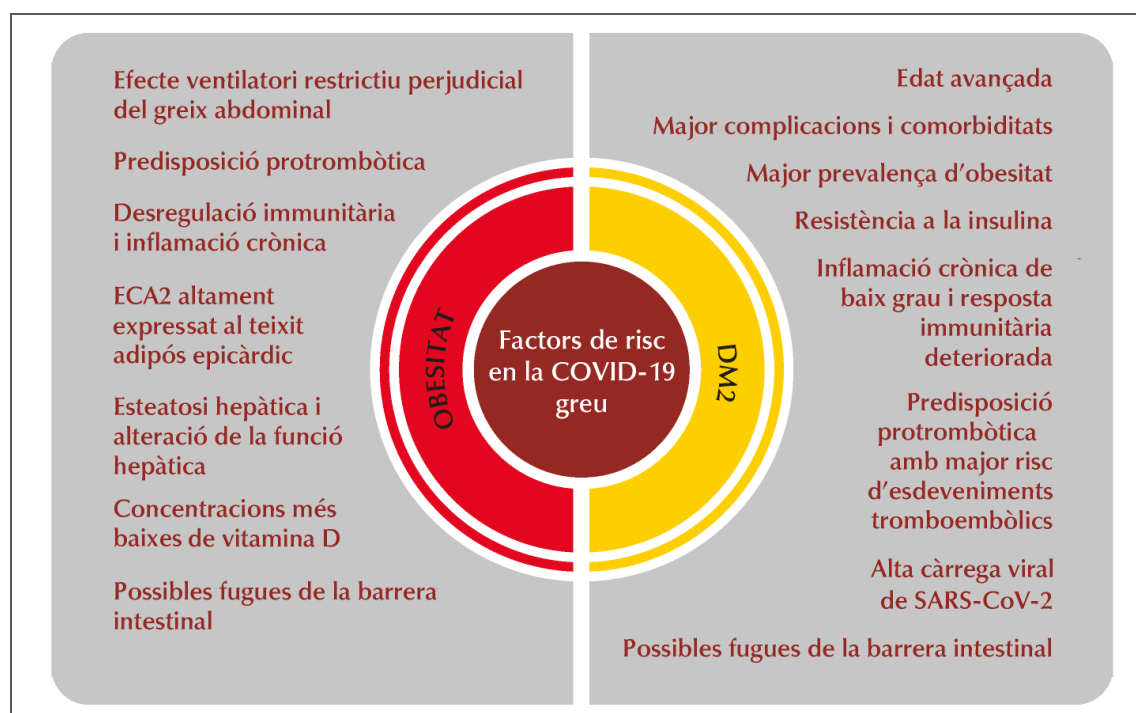 Efecte ventilatori restrictiu perjudicial
del greix abdominal
Predisposició protrombòtica
Desregulació immunitària
i inflamació crònica
ECA2 altament
expressat al teixit
adipós epicàrdic
Esteatosi hepàtica i
alteració de la funció
hepàtica
Concentracions més
baixes de vitamina D
Possibles fugues de la barrera
intestinal
OBESITAT
Factors de risc
en la COVID-19
greu
DM2
Edat avançada
Major complicacions i comorbiditats
Major prevalença d'obesitat
Resistència a la insulina
Inflamació crònica de
baix grau i resposta
immunitària
deteriorada
Predisposició
protrombòtica
amb major risc
d'esdeveniments
tromboembòlics
Alta càrrega viral
de SARS-CoV-2
Possibles fugues de la barrera intestinal